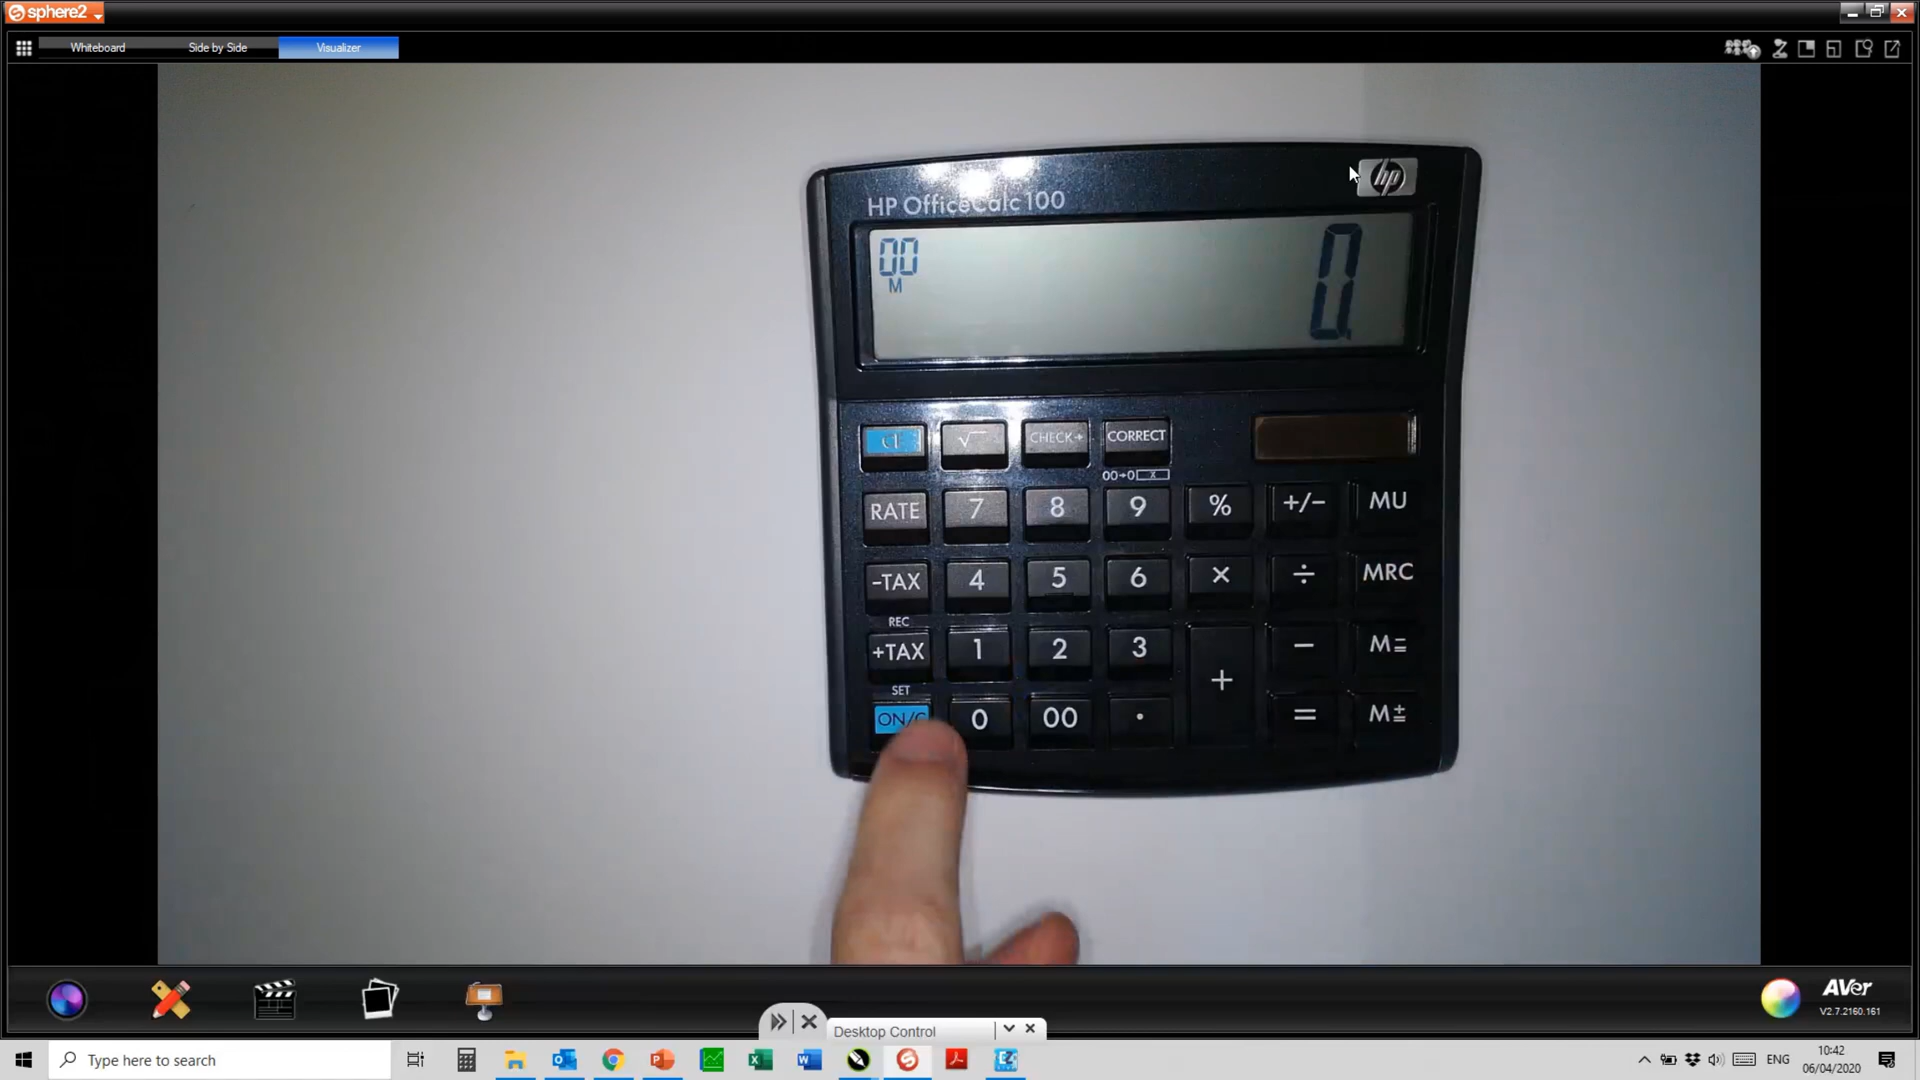 sphere2
Whiteboard Side by Side Visualizer
hp
HP OfficeCalc 100
00 0
M
√ CHECK→ CORRECT
00→0 X
RATE 7 8 9 % +/− MU
−TAX 4 5 6 × ÷ MRC
REC
+TAX 1 2 3 + − M=
SET
ON/C 0 00 . = M±
AVer
V2.7.2160.161
Desktop Control
Type here to search
ENG
10:42
06/04/2020